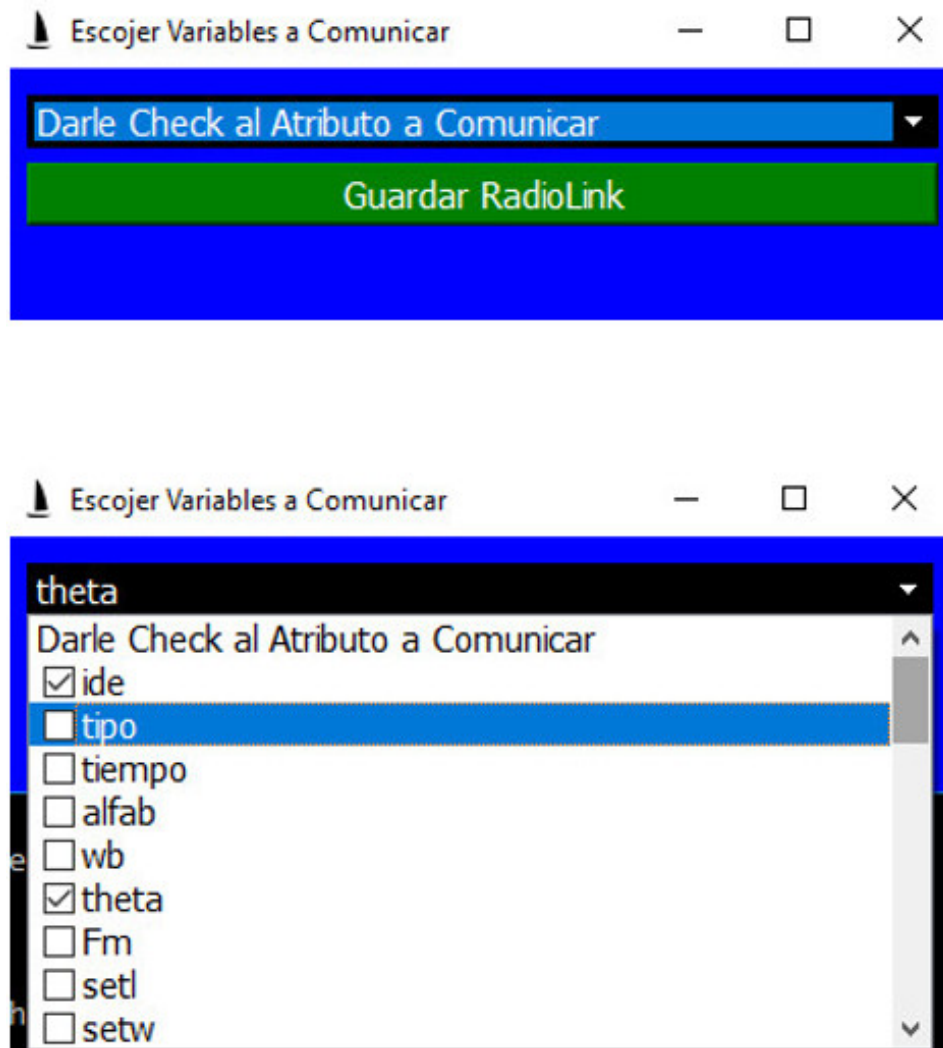 Escojer Variables a Comunicar
Darle Check al Atributo a Comunicar
Guardar RadioLink
Escojer Variables a Comunicar
theta
Darle Check al Atributo a Comunicar
ide
tipo
tiempo
alfab
wb
theta
Fm
setl
setw